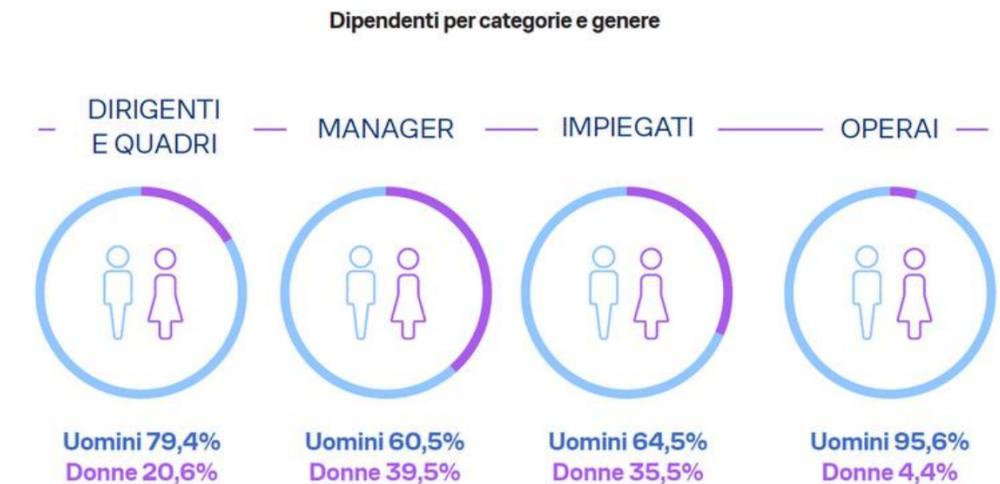 Dipendenti per categorie e genere
DIRIGENTI
E QUADRI
MANAGER
IMPIEGATI
OPERAI
Uomini 79,4%
Donne 20,6%
Uomini 60,5%
Donne 39,5%
Uomini 64,5%
Donne 35,5%
Uomini 95,6%
Donne 4,4%